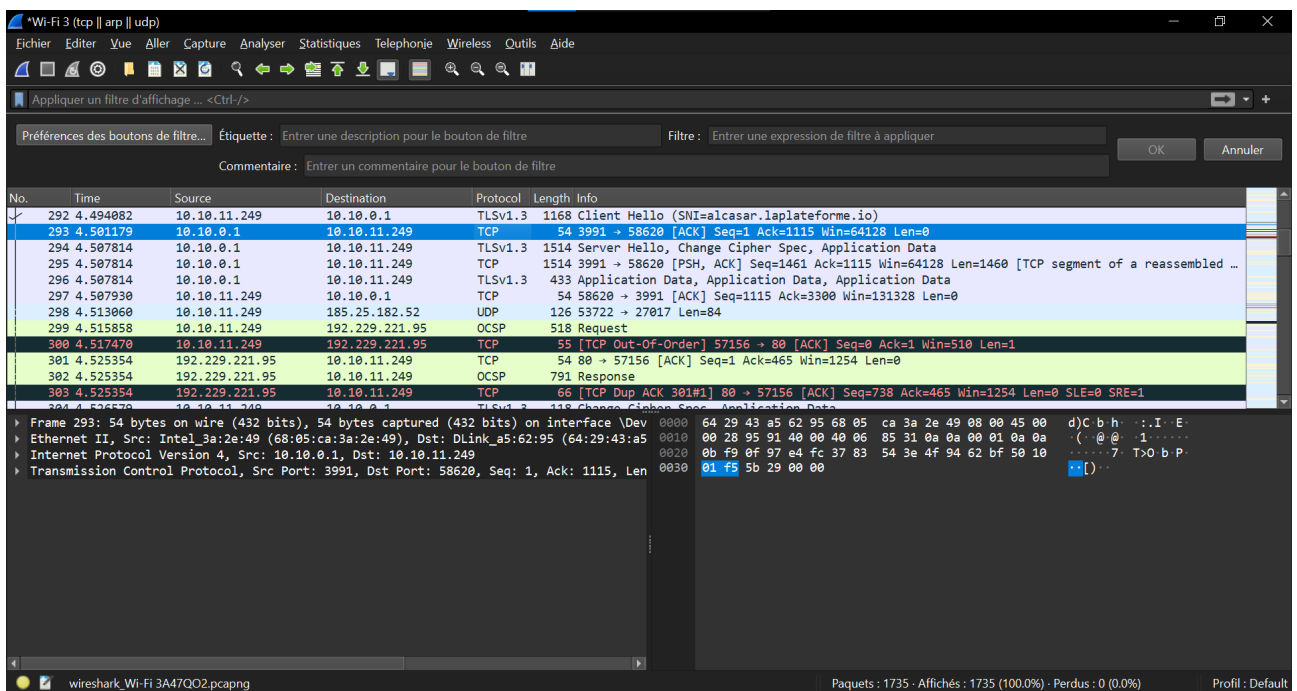 *Wi-Fi 3 (tcp || arp || udp)
Fichier Editer Vue Aller Capture Analyser Statistiques Telephonie Wireless Outils Aide
Appliquer un filtre d'affichage ... <Ctrl-/>
Préférences des boutons de filtre... Étiquette : Entrer une description pour le bouton de filtre Filtre : Entrer une expression de filtre à appliquer OK Annuler
Commentaire : Entrer un commentaire pour le bouton de filtre
No. Time Source Destination Protocol Length Info
292 4.494082 10.10.11.249 10.10.0.1 TLSv1.3 1168 Client Hello (SNI=alcasar.laplateforme.io)
293 4.501179 10.10.0.1 10.10.11.249 TCP 54 3991 → 58620 [ACK] Seq=1 Ack=1115 Win=64128 Len=0
294 4.507814 10.10.0.1 10.10.11.249 TLSv1.3 1514 Server Hello, Change Cipher Spec, Application Data
295 4.507814 10.10.0.1 10.10.11.249 TCP 1514 3991 → 58620 [PSH, ACK] Seq=1461 Ack=1115 Win=64128 Len=1460 [TCP segment of a reassembled …
296 4.507814 10.10.0.1 10.10.11.249 TLSv1.3 433 Application Data, Application Data, Application Data
297 4.507930 10.10.11.249 10.10.0.1 TCP 54 58620 → 3991 [ACK] Seq=1115 Ack=3300 Win=131328 Len=0
298 4.513060 10.10.11.249 185.25.182.52 UDP 126 53722 → 27017 Len=84
299 4.515858 10.10.11.249 192.229.221.95 OCSP 518 Request
300 4.517470 10.10.11.249 192.229.221.95 TCP 55 [TCP Out-Of-Order] 57156 → 80 [ACK] Seq=0 Ack=1 Win=510 Len=1
301 4.525354 192.229.221.95 10.10.11.249 TCP 54 80 → 57156 [ACK] Seq=1 Ack=465 Win=1254 Len=0
302 4.525354 192.229.221.95 10.10.11.249 OCSP 791 Response
303 4.525354 192.229.221.95 10.10.11.249 TCP 66 [TCP Dup ACK 301#1] 80 → 57156 [ACK] Seq=738 Ack=465 Win=1254 Len=0 SLE=0 SRE=1
304 4.526579 10.10.11.249 10.10.0.1 TLSv1.3 118 Change Cipher Spec, Application Data
Frame 293: 54 bytes on wire (432 bits), 54 bytes captured (432 bits) on interface \Dev
Ethernet II, Src: Intel_3a:2e:49 (68:05:ca:3a:2e:49), Dst: DLink_a5:62:95 (64:29:43:a5
Internet Protocol Version 4, Src: 10.10.0.1, Dst: 10.10.11.249
Transmission Control Protocol, Src Port: 3991, Dst Port: 58620, Seq: 1, Ack: 1115, Len
0000 64 29 43 a5 62 95 68 05 ca 3a 2e 49 08 00 45 00 d)C·b·h· ·:.I··E·
0010 00 28 95 91 40 00 40 06 85 31 0a 0a 00 01 0a 0a ·(··@·@· ·1······
0020 0b f9 0f 97 e4 fc 37 83 54 3e 4f 94 62 bf 50 10 ······7· T>O·b·P·
0030 01 f5 5b 29 00 00 ··[)··
wireshark_Wi-Fi 3A47QO2.pcapng Paquets : 1735 · Affichés : 1735 (100.0%) · Perdus : 0 (0.0%) Profil : Default